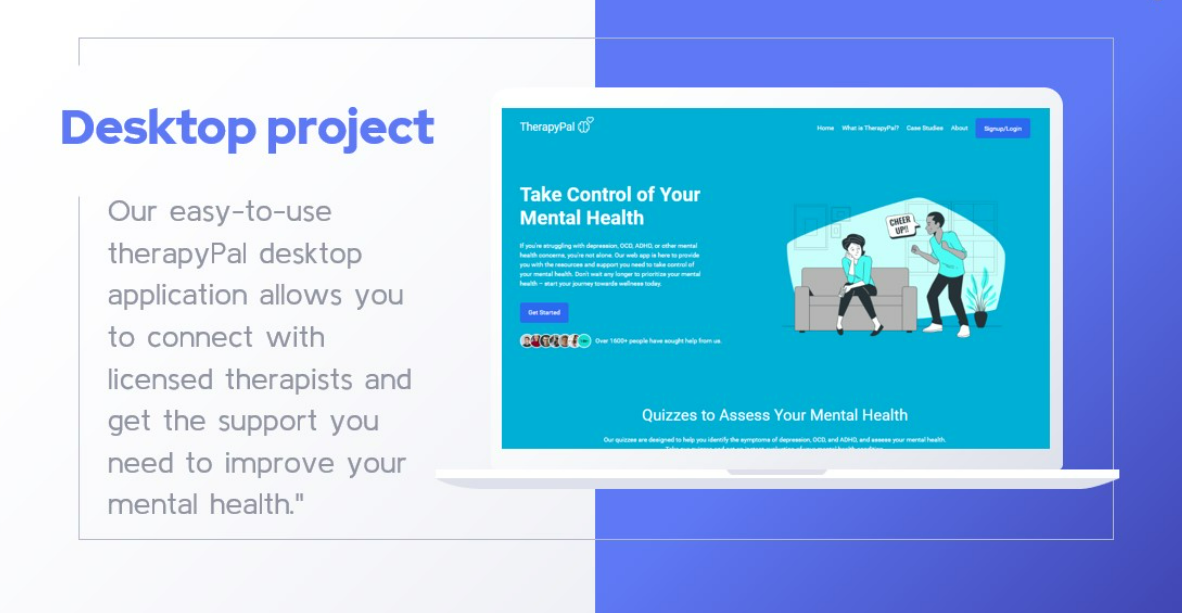 Desktop project
Our easy-to-use
therapyPal desktop
application allows you
to connect with
licensed therapists and
get the support you
need to improve your
mental health."
TherapyPal
Home What is TherapyPal? Case Studies About Signup/Login
Take Control of Your
Mental Health
If you're struggling with depression, OCD, ADHD, or other mental
health concerns, you're not alone. Our web app is here to provide
you with the resources and support you need to take control of
your mental health. Don't wait any longer to prioritize your mental
health – start your journey towards wellness today.
Get Started
Over 1500+ people have sought help from us.
CHEER
UP!!
Quizzes to Assess Your Mental Health
Our quizzes are designed to help you identify the symptoms of depression, OCD, and ADHD, and assess your mental health.